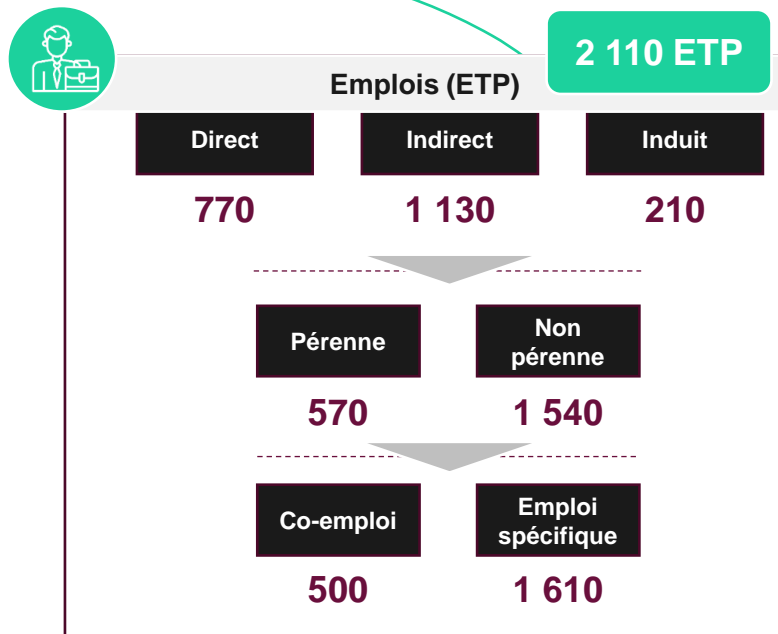 2 110 ETP
Emplois (ETP)
Direct
Indirect
Induit
770
1 130
210
Pérenne
Non
pérenne
570
1 540
Co-emploi
Emploi
spécifique
500
1 610